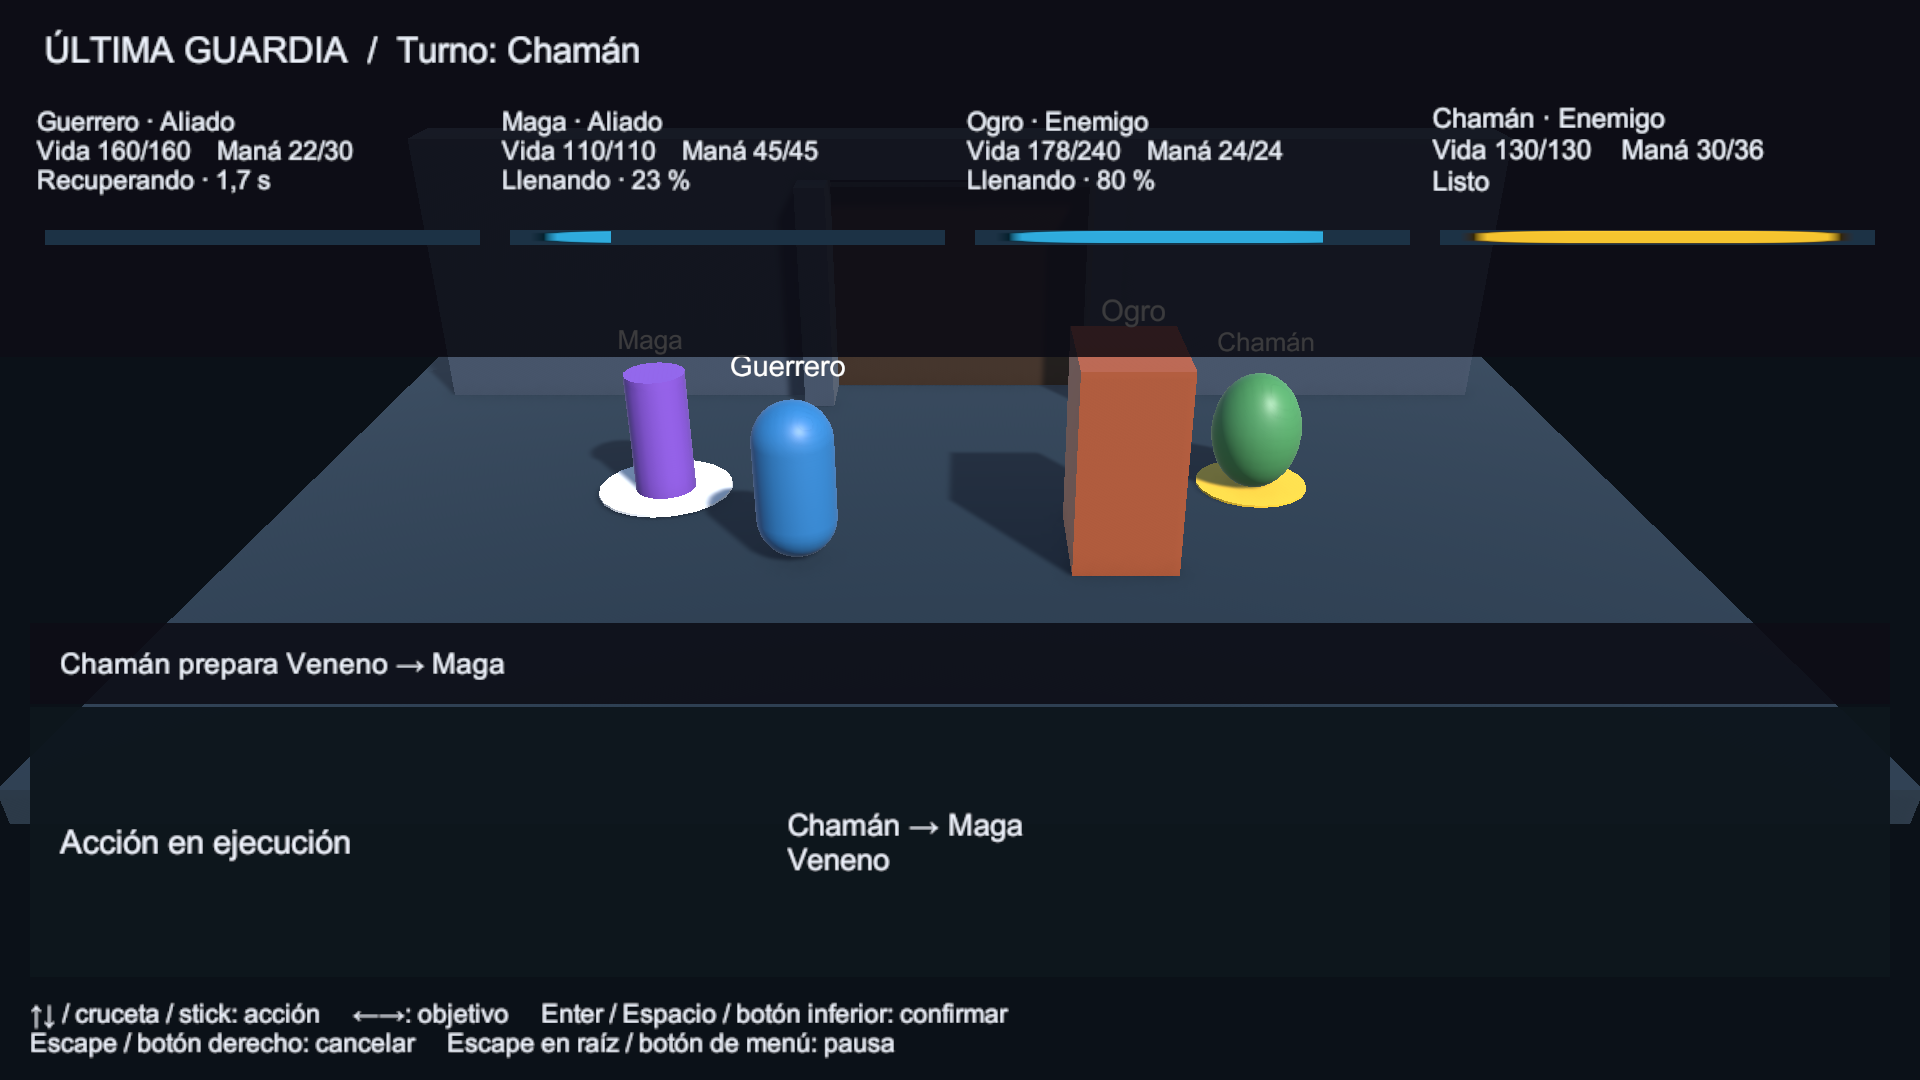 ÚLTIMA GUARDIA / Turno: Chamán
Guerrero · Aliado
Vida 160/160 Maná 22/30
Recuperando · 1,7 s
Maga · Aliado
Vida 110/110 Maná 45/45
Llenando · 23 %
Ogro · Enemigo
Vida 178/240 Maná 24/24
Llenando · 80 %
Chamán · Enemigo
Vida 130/130 Maná 30/36
Listo
Ogro
Maga
Chamán
Guerrero
Chamán prepara Veneno → Maga
Acción en ejecución
Chamán → Maga
Veneno
↑↓ / cruceta / stick: acción ←→: objetivo Enter / Espacio / botón inferior: confirmar
Escape / botón derecho: cancelar Escape en raíz / botón de menú: pausa